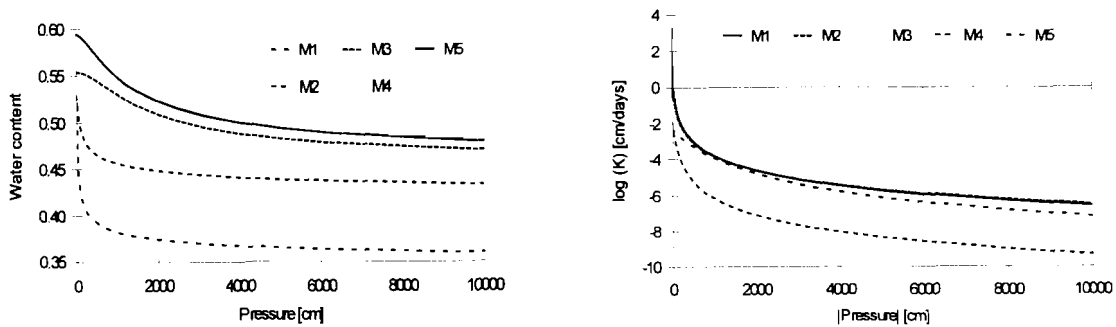 0.60
0.55
0.50
0.45
0.40
0.35
Water content
M1 M3 M5
M2 M4
0 2000 4000 6000 8000 10000
Pressure [cm]
4
2
0
-2
-4
-6
-8
-10
log (K) [cm/days]
M1 M2 M3 M4 M5
0 2000 4000 6000 8000 10000
|Pressure| [cm]